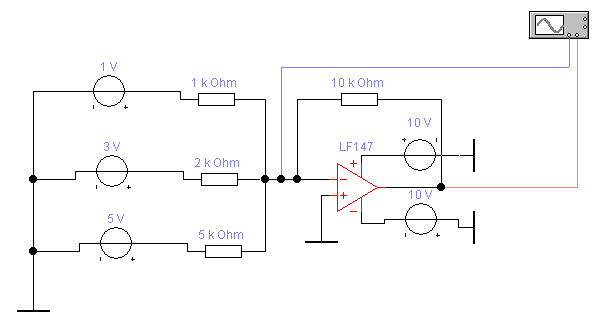 1 V
1 k Ohm
10 k Ohm
3 V
2 k Ohm
LF147
10 V
5 V
5 k Ohm
10 V